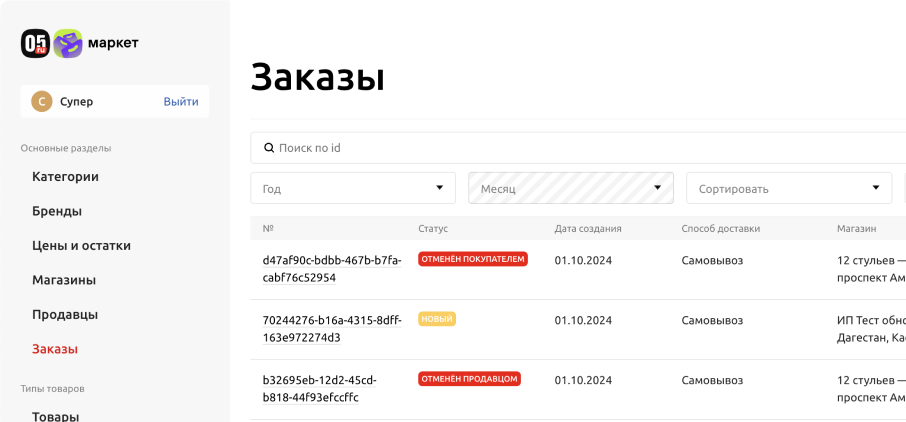 05.ru маркет
С Супер Выйти
Основные разделы
Категории
Бренды
Цены и остатки
Магазины
Продавцы
Заказы
Типы товаров
Товары
Заказы
Поиск по id
Год Месяц Сортировать
№ Статус Дата создания Способ доставки Магазин
d47af90c-bdbb-467b-b7fa- ОТМЕНЁН ПОКУПАТЕЛЕМ 01.10.2024 Самовывоз 12 стульев —
cabf76c52954 проспект Ам
70244276-b16a-4315-8dff- НОВЫЙ 01.10.2024 Самовывоз ИП Тест обно
163e972274d3 Дагестан, Ка
b32695eb-12d2-45cd- ОТМЕНЁН ПРОДАВЦОМ 01.10.2024 Самовывоз 12 стульев —
b818-44f93efccffc проспект Ам